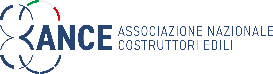 ANCE
ASSOCIAZIONE NAZIONALE
COSTRUTTORI EDILI